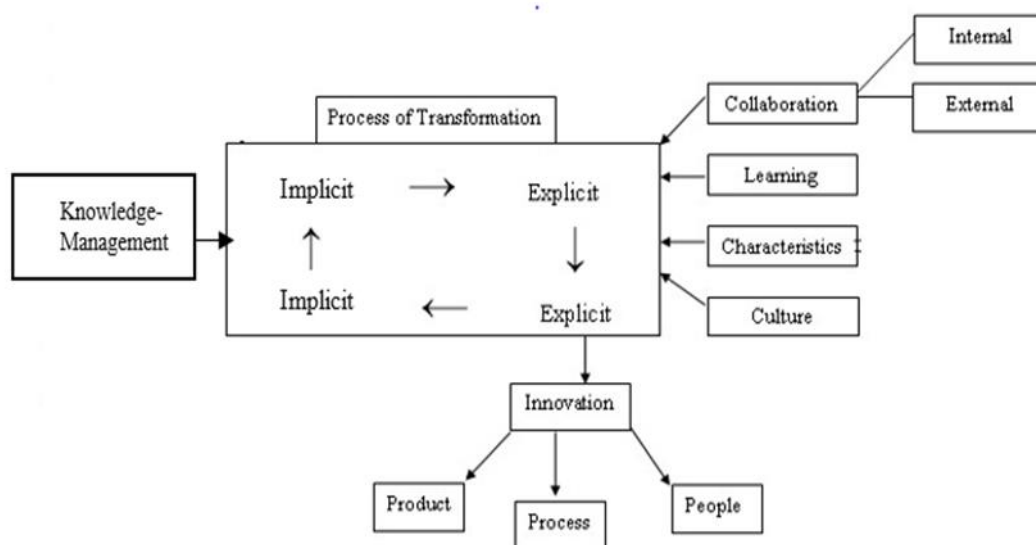 Internal
Collaboration
External
Process of Transformation
Learning
Characteristics
Culture
Knowledge-
Management
Implicit
Explicit
Implicit
Explicit
Innovation
Product
Process
People